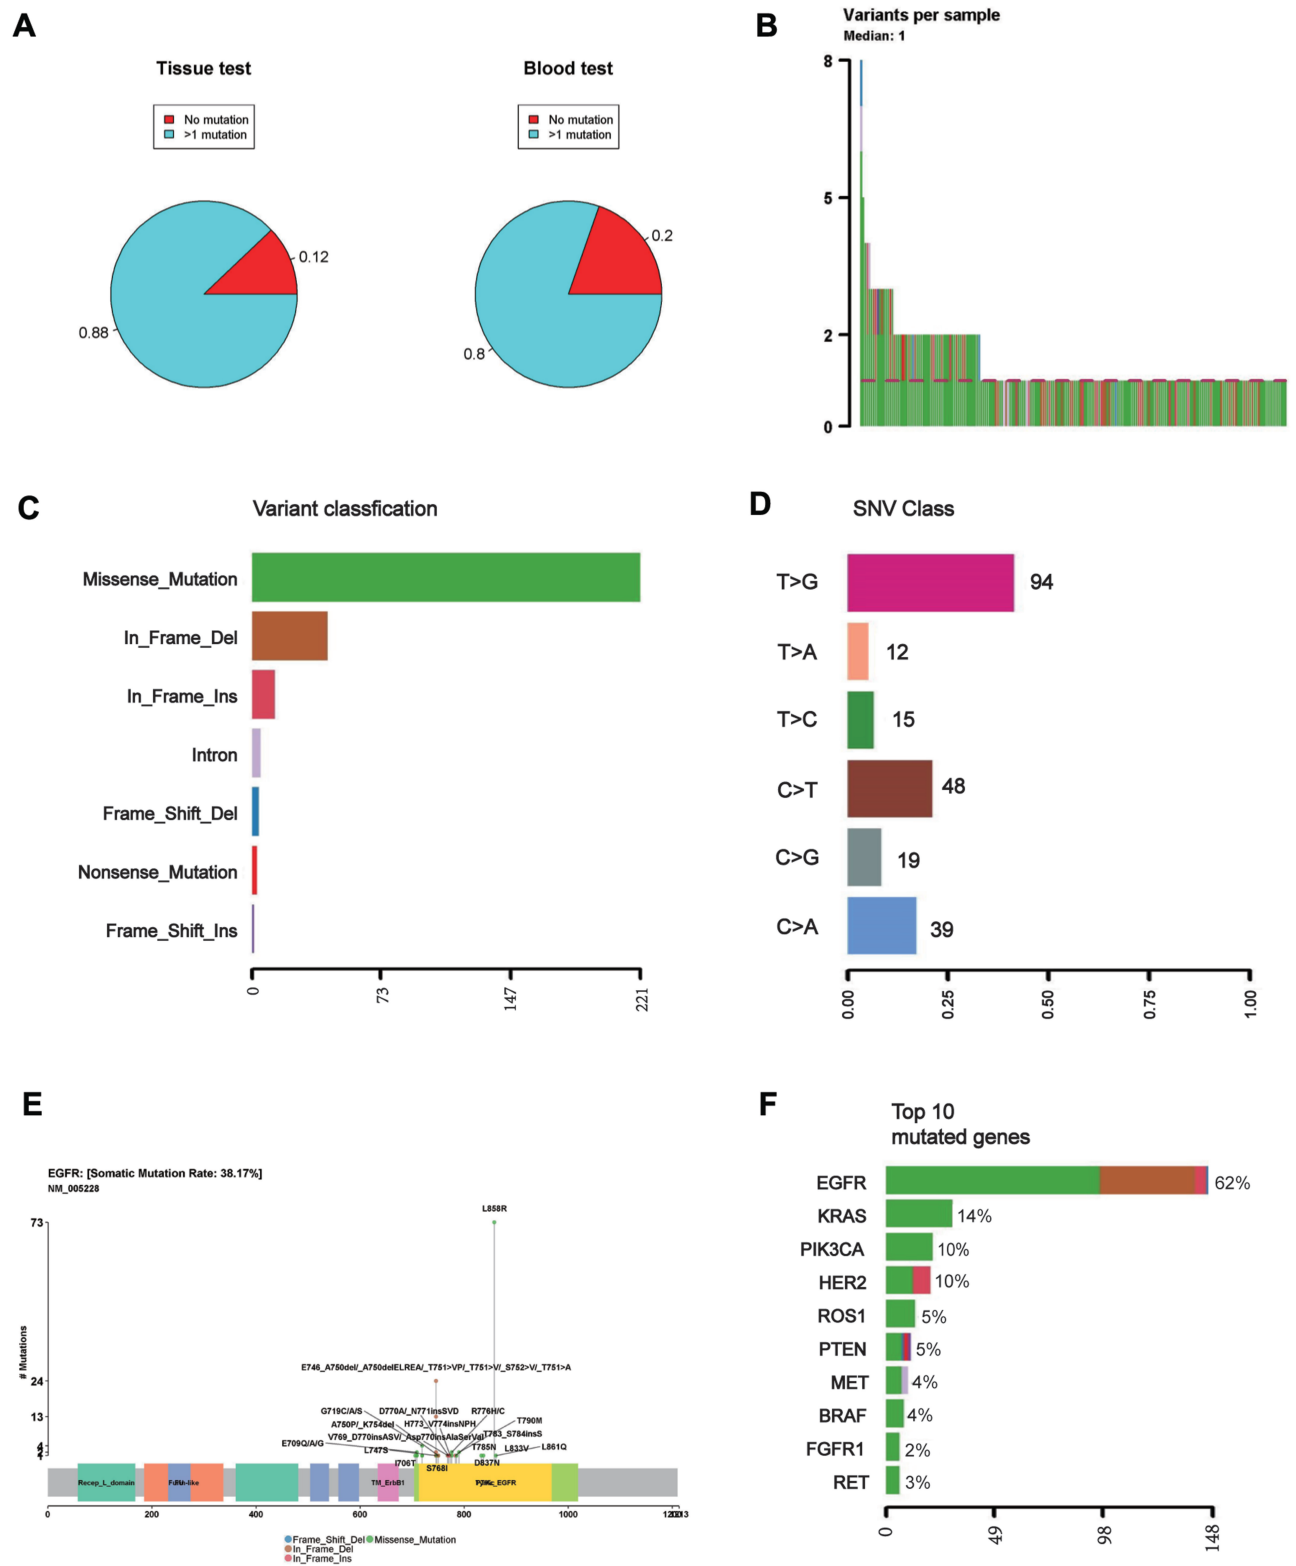 A
Tissue test
No mutation
>1 mutation
0.12
0.88
Blood test
No mutation
>1 mutation
0.2
0.8
B
Variants per sample
Median: 1
8
5
2
0
C
Variant classfication
Missense_Mutation
In_Frame_Del
In_Frame_Ins
Intron
Frame_Shift_Del
Nonsense_Mutation
Frame_Shift_Ins
0
73
147
221
D
SNV Class
T>G
94
T>A
12
T>C
15
C>T
48
C>G
19
C>A
39
0.00
0.25
0.50
0.75
1.00
E
EGFR: [Somatic Mutation Rate: 38.17%]
NM_005228
# Mutations
73
24
13
4
2
1
L858R
E746_A750del/_A750delELREA/_T751>VP/_T751>V/_S752>V/_T751>A
G719C/A/S
D770A/_N771insSVD
R776H/C
A750P/_K754del
H773_V774insNPH
T790M
V769_D770insASV/_Asp770insAlaSerVal
T783_S784insS
E709Q/A/G
L747S
T785N
L833V
L861Q
I706T
S768I
D837N
Recep_L_domain
TM_ErbB1
0
200
400
600
800
1000
Frame_Shift_Del
Missense_Mutation
In_Frame_Del
In_Frame_Ins
F
Top 10
mutated genes
EGFR
62%
KRAS
14%
PIK3CA
10%
HER2
10%
ROS1
5%
PTEN
5%
MET
4%
BRAF
4%
FGFR1
2%
RET
3%
0
49
98
148